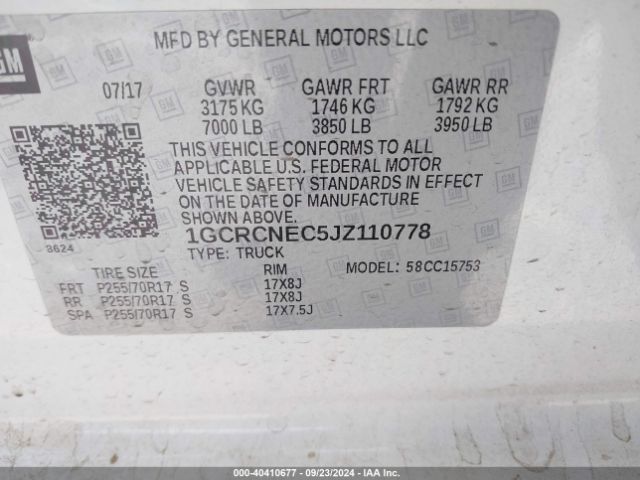 GM
MFD BY GENERAL MOTORS LLC
07/17 GVWR GAWR FRT GAWR RR
3175 KG 1746 KG 1792 KG
7000 LB 3850 LB 3950 LB
THIS VEHICLE CONFORMS TO ALL
APPLICABLE U.S. FEDERAL MOTOR
VEHICLE SAFETY STANDARDS IN EFFECT
ON THE DATE OF MANUFACTURE
SHOWN ABOVE.
3624
1GCRCNEC5JZ110778
TYPE: TRUCK MODEL: 58CC15753
TIRE SIZE RIM
FRT P255/70R17 S 17X8J
RR P255/70R17 S 17X8J
SPA P255/70R17 S 17X7.5J
000-40410677 - 09/23/2024 - IAA Inc.